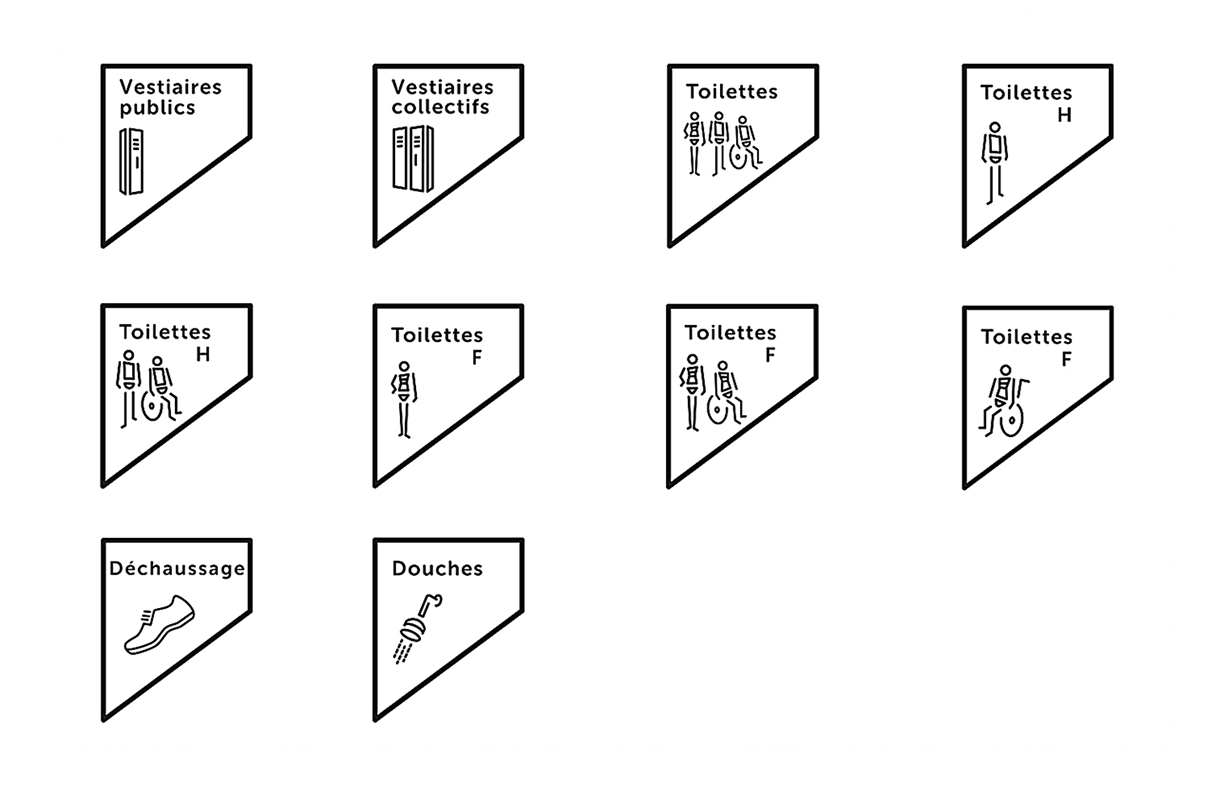 Vestiaires
publics
Vestiaires
collectifs
Toilettes
Toilettes
H
Toilettes
H
Toilettes
F
Toilettes
F
Toilettes
F
Déchaussage
Douches